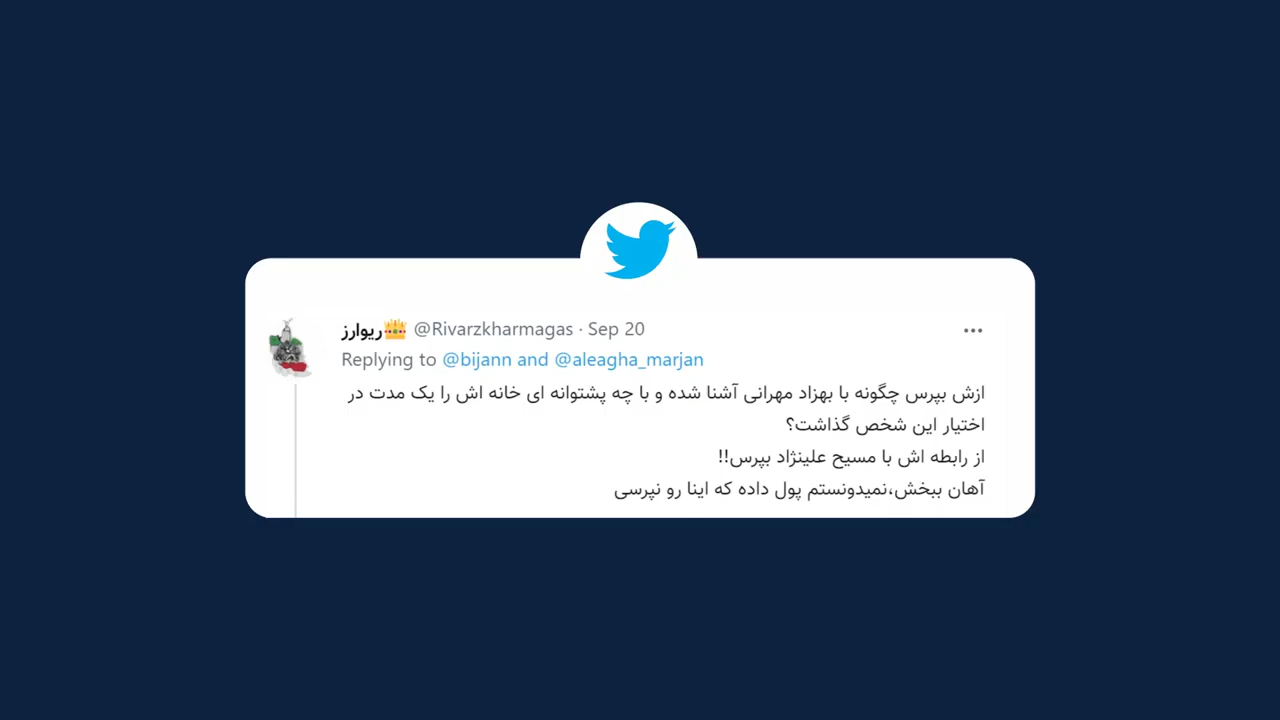 ریوارز👑 @Rivarzkharmagas · Sep 20
Replying to @bijann and @aleagha_marjan
ازش بپرس چگونه با بهزاد مهرانی آشنا شده و با چه پشتوانه ای خانه اش را یک مدت در
اختیار این شخص گذاشت؟
از رابطه اش با مسیح علینژاد بپرس!!
آهان ببخش،نمیدونستم پول داده که اینا رو نپرسی